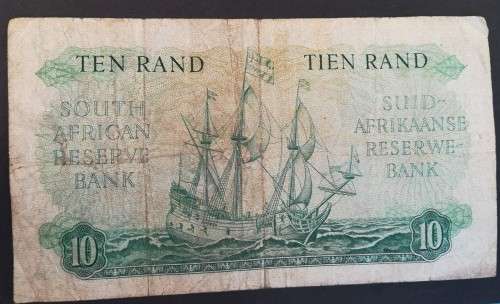 TEN RAND
TIEN RAND
SOUTH
AFRICAN
RESERVE
BANK
SUID-
AFRIKAANSE
RESERWE-
BANK
10
10